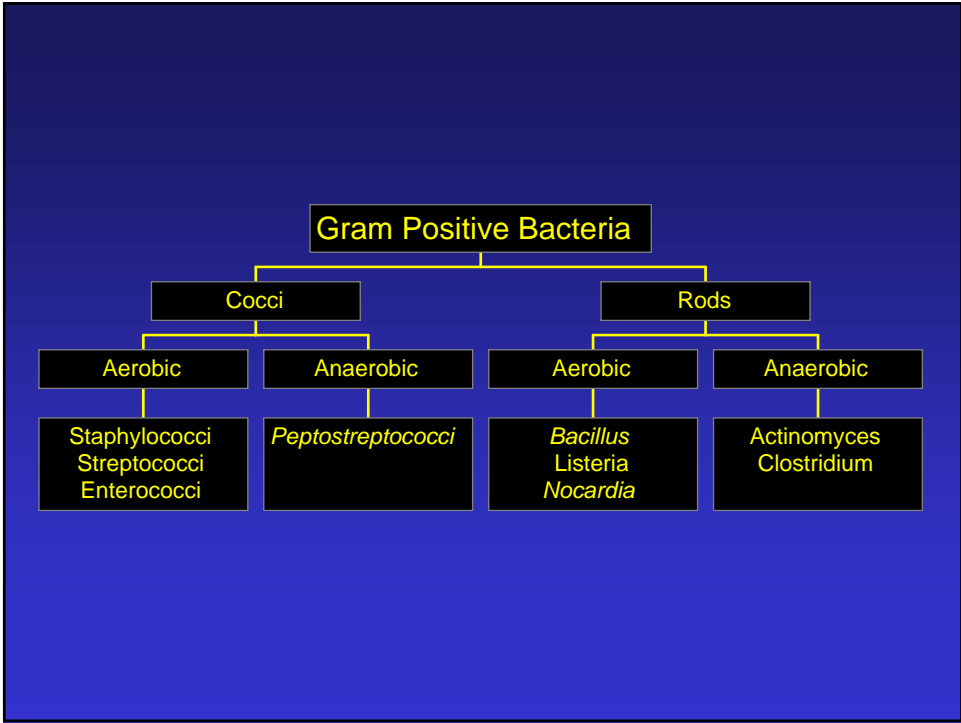 Gram Positive Bacteria
Cocci
Rods
Aerobic
Anaerobic
Aerobic
Anaerobic
Staphylococci
Streptococci
Enterococci
Peptostreptococci
Bacillus
Listeria
Nocardia
Actinomyces
Clostridium